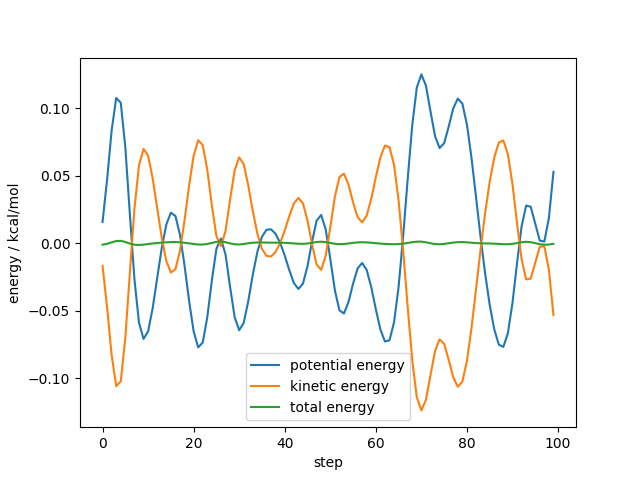 energy / kcal/mol
0.10
0.05
0.00
−0.05
−0.10
potential energy
kinetic energy
total energy
0 20 40 60 80 100
step